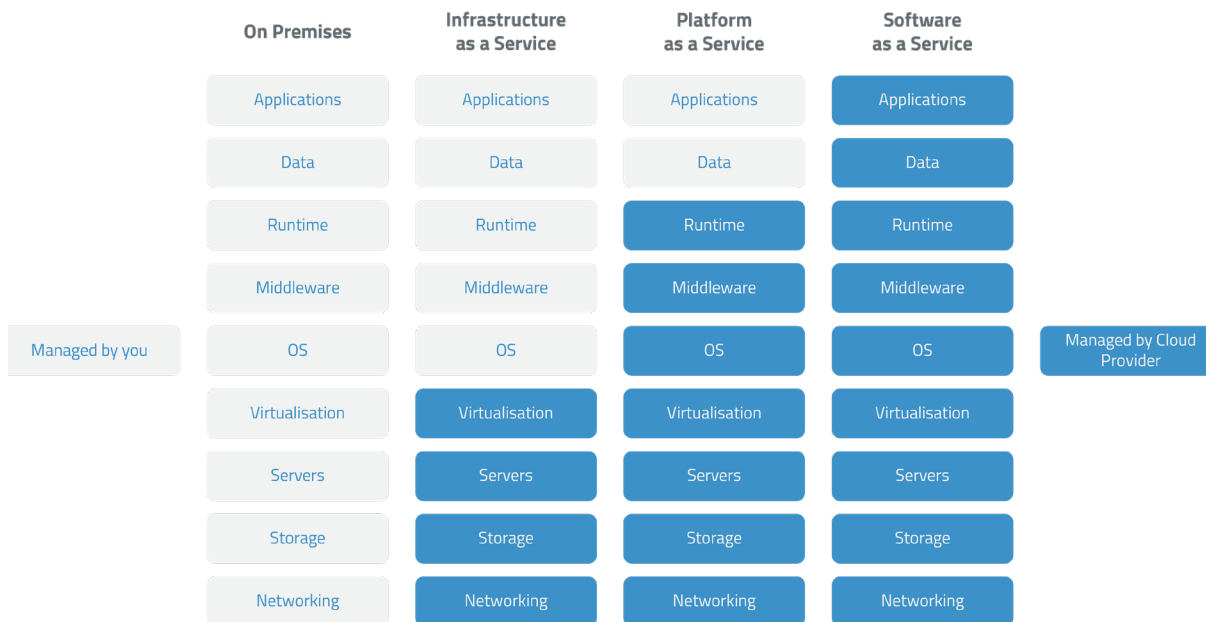 On Premises
Infrastructure
as a Service
Platform
as a Service
Software
as a Service
Applications
Applications
Applications
Applications
Data
Data
Data
Data
Runtime
Runtime
Runtime
Runtime
Middleware
Middleware
Middleware
Middleware
Managed by you
OS
OS
OS
OS
Managed by Cloud
Provider
Virtualisation
Virtualisation
Virtualisation
Virtualisation
Servers
Servers
Servers
Servers
Storage
Storage
Storage
Storage
Networking
Networking
Networking
Networking